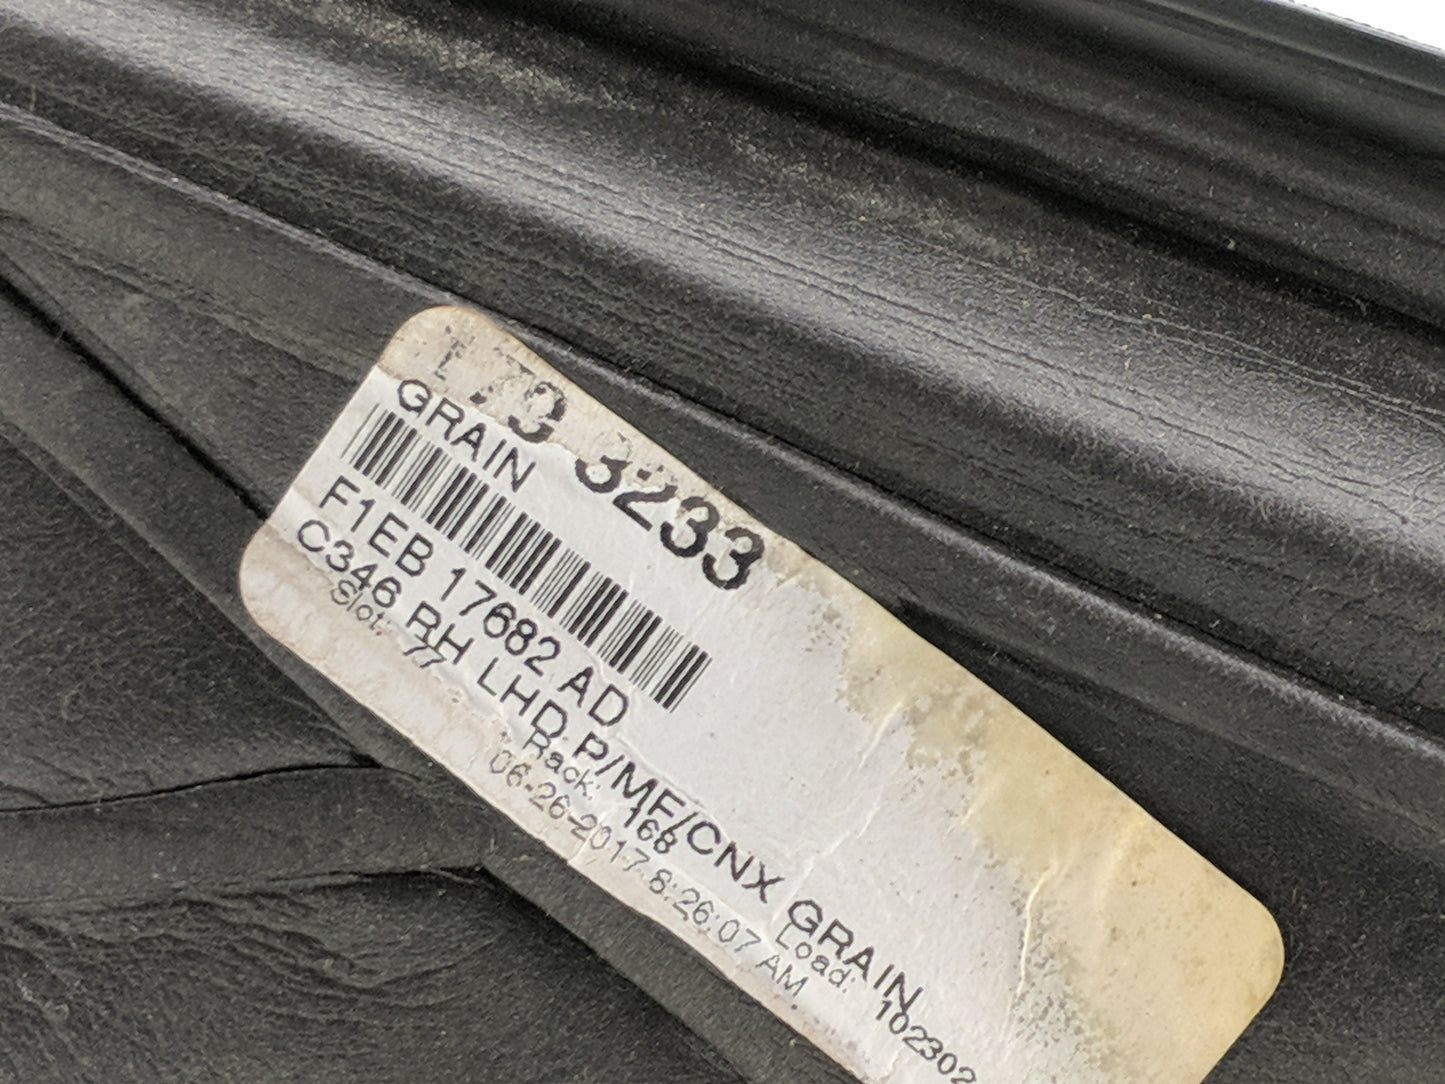 173 3233
GRAIN
F1EB 17682 AD
C346 RH LHD P/MF/CNX GRAIN
Slot: 77 Rack: 168 Load: 102302
06-26-2017 8:26:07 AM